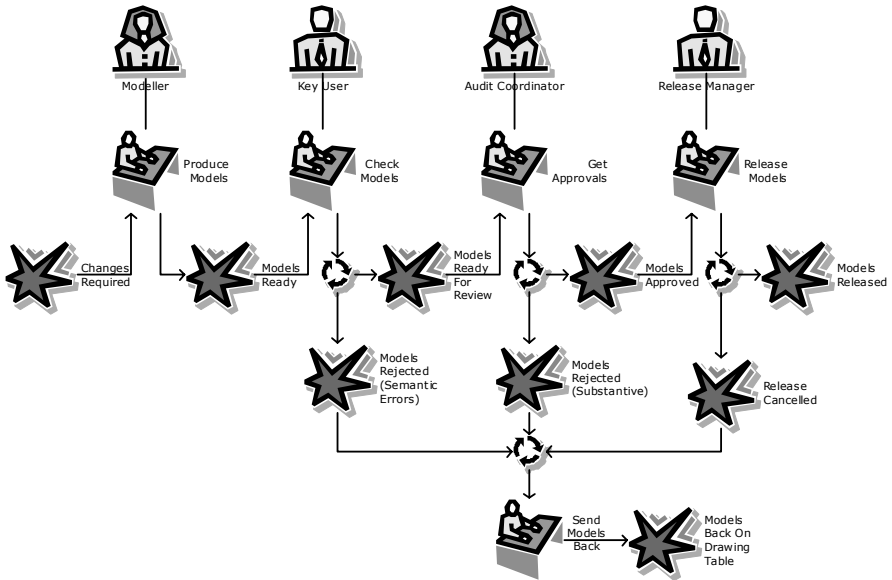 Modeller
Key User
Audit Coordinator
Release Manager
Produce
Models
Check
Models
Get
Approvals
Release
Models
Changes
Required
Models
Ready
Models
Ready
For
Review
Models
Approved
Models
Released
Models
Rejected
(Semantic
Errors)
Models
Rejected
(Substantive)
Release
Cancelled
Send
Models
Back
Models
Back On
Drawing
Table